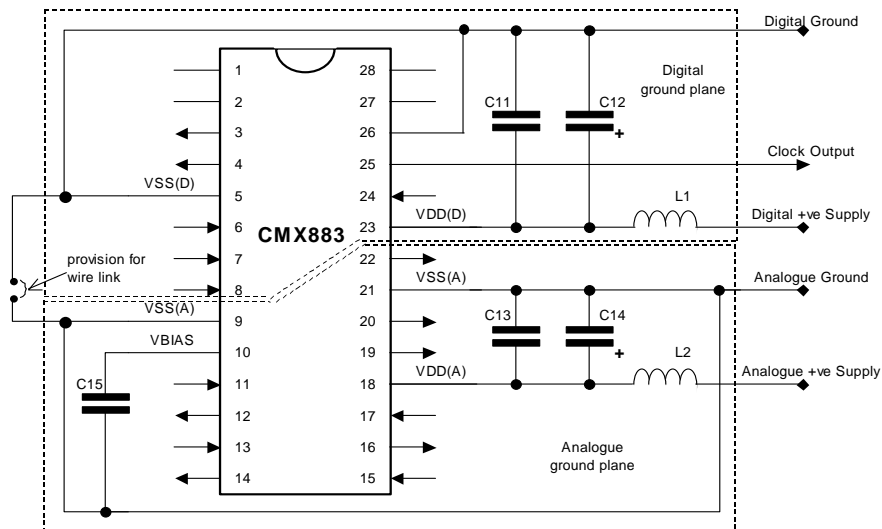 Digital Ground
Digital
ground plane
C11
C12
+
Clock Output
VSS(D)
VDD(D)
L1
Digital +ve Supply
CMX883
provision for
wire link
VSS(A)
Analogue Ground
VSS(A)
VBIAS
C13
C14
+
L2
VDD(A)
Analogue +ve Supply
C15
Analogue
ground plane
1
2
3
4
5
6
7
8
9
10
11
12
13
14
28
27
26
25
24
23
22
21
20
19
18
17
16
15